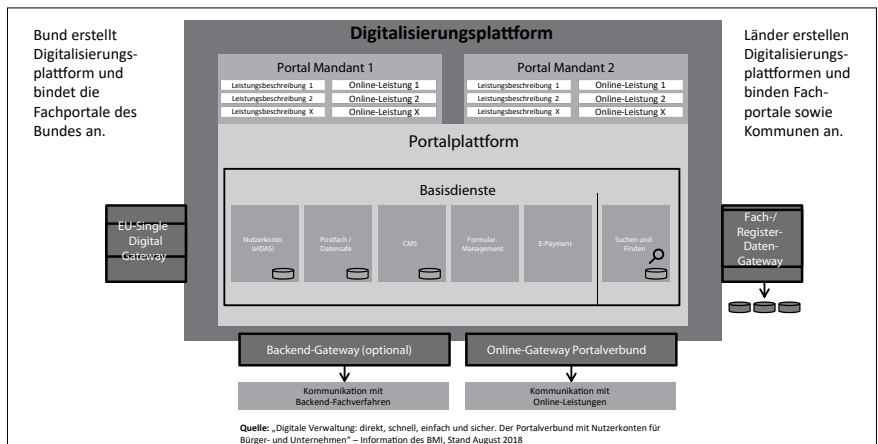 Bund erstellt
Digitalisierungs-
plattform und
bindet die
Fachportale des
Bundes an.
Digitalisierungsplattform
Länder erstellen
Digitalisierungs-
plattformen und
binden Fach-
portale sowie
Kommunen an.
Portal Mandant 1
Leistungsbeschreibung 1
Online-Leistung 1
Leistungsbeschreibung 2
Online-Leistung 2
Leistungsbeschreibung X
Online-Leistung X
Portal Mandant 2
Leistungsbeschreibung 1
Online-Leistung 1
Leistungsbeschreibung 2
Online-Leistung 2
Leistungsbeschreibung X
Online-Leistung X
Portalplattform
Basisdienste
Nutzerkonto
(eIDAS)
Postfach /
Datensafe
CMS
Formular-
Management
E-Payment
Suchen und
Finden
EU-Single
Digital
Gateway
Fach-/
Register-
Daten-
Gateway
Backend-Gateway (optional)
Online-Gateway Portalverbund
Kommunikation mit
Backend-Fachverfahren
Kommunikation mit
Online-Leistungen
Quelle: „Digitale Verwaltung: direkt, schnell, einfach und sicher. Der Portalverbund mit Nutzerkonten für
Bürger- und Unternehmen“ – Information des BMI, Stand August 2018